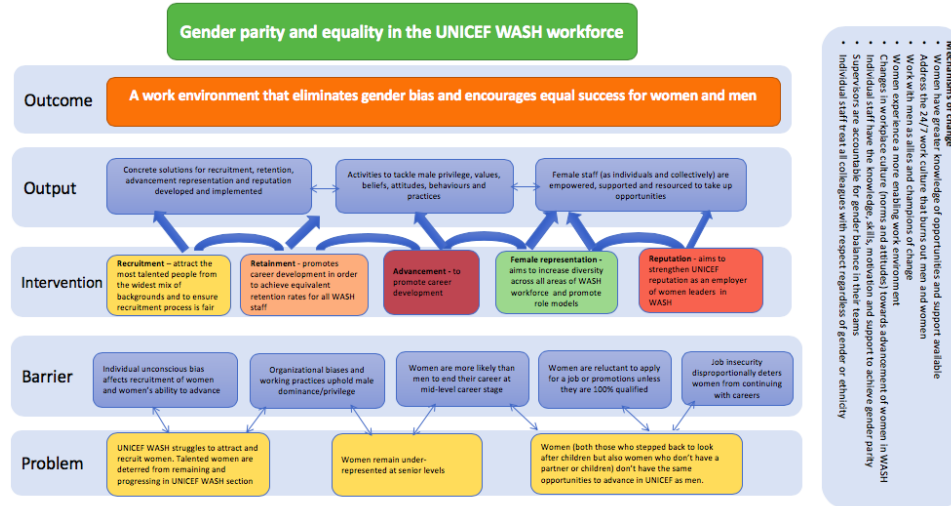 Gender parity and equality in the UNICEF WASH workforce
Outcome
A work environment that eliminates gender bias and encourages equal success for women and men
Output
Concrete solutions for recruitment, retention,
advancement representation and reputation
developed and implemented
Activities to tackle male privilege, values,
beliefs, attitudes, behaviours and
practices
Female staff (as individuals and collectively) are
empowered, supported and resourced to take up
opportunities
Intervention
Recruitment – attract the
most talented people from
the widest mix of
backgrounds and to ensure
recruitment process is fair
Retainment - promotes
career development in order
to achieve equivalent
retention rates for all WASH
staff
Advancement - to
promote career
development
Female representation -
aims to increase diversity
across all areas of WASH
workforce and promote
role models
Reputation - aims to
strengthen UNICEF
reputation as an employer
of women leaders in
WASH
Barrier
Individual unconscious bias
affects recruitment of women
and women's ability to advance
Organizational biases and
working practices uphold male
dominance/privilege
Women are more likely than
men to end their career at
mid-level career stage
Women are reluctant to apply
for a job or promotions unless
they are 100% qualified
Job insecurity
disproportionally deters
women from continuing
with careers
Problem
UNICEF WASH struggles to attract and
recruit women. Talented women are
deterred from remaining and
progressing in UNICEF WASH section
Women remain under-
represented at senior levels
Women (both those who stepped back to look
after children but also women who don't have a
partner or children) don't have the same
opportunities to advance in UNICEF as men.
Mechanisms of change
• Women have greater knowledge of opportunities and support available
• Address the 24/7 work culture that burns out men and women
• Work with men as allies and champions of change
• Women experience a more enabling work environment
• Changes in workplace culture (norms and attitudes) towards advancement of women in WASH
• Individual staff have the knowledge, skills, motivation and support to achieve gender parity
• Supervisors are accountable for gender balance in their teams
• Individual staff treat all colleagues with respect regardless of gender or ethnicity